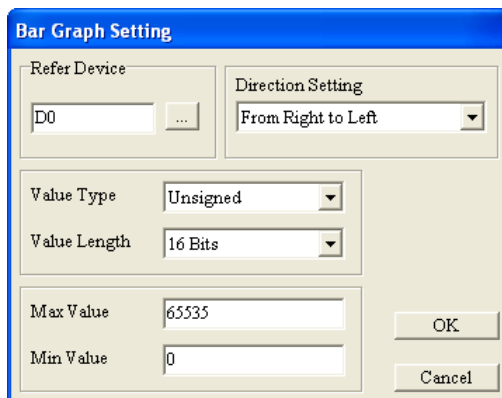 Bar Graph Setting
Refer Device
D0
...
Direction Setting
From Right to Left
Value Type
Unsigned
Value Length
16 Bits
Max Value
65535
Min Value
0
OK
Cancel